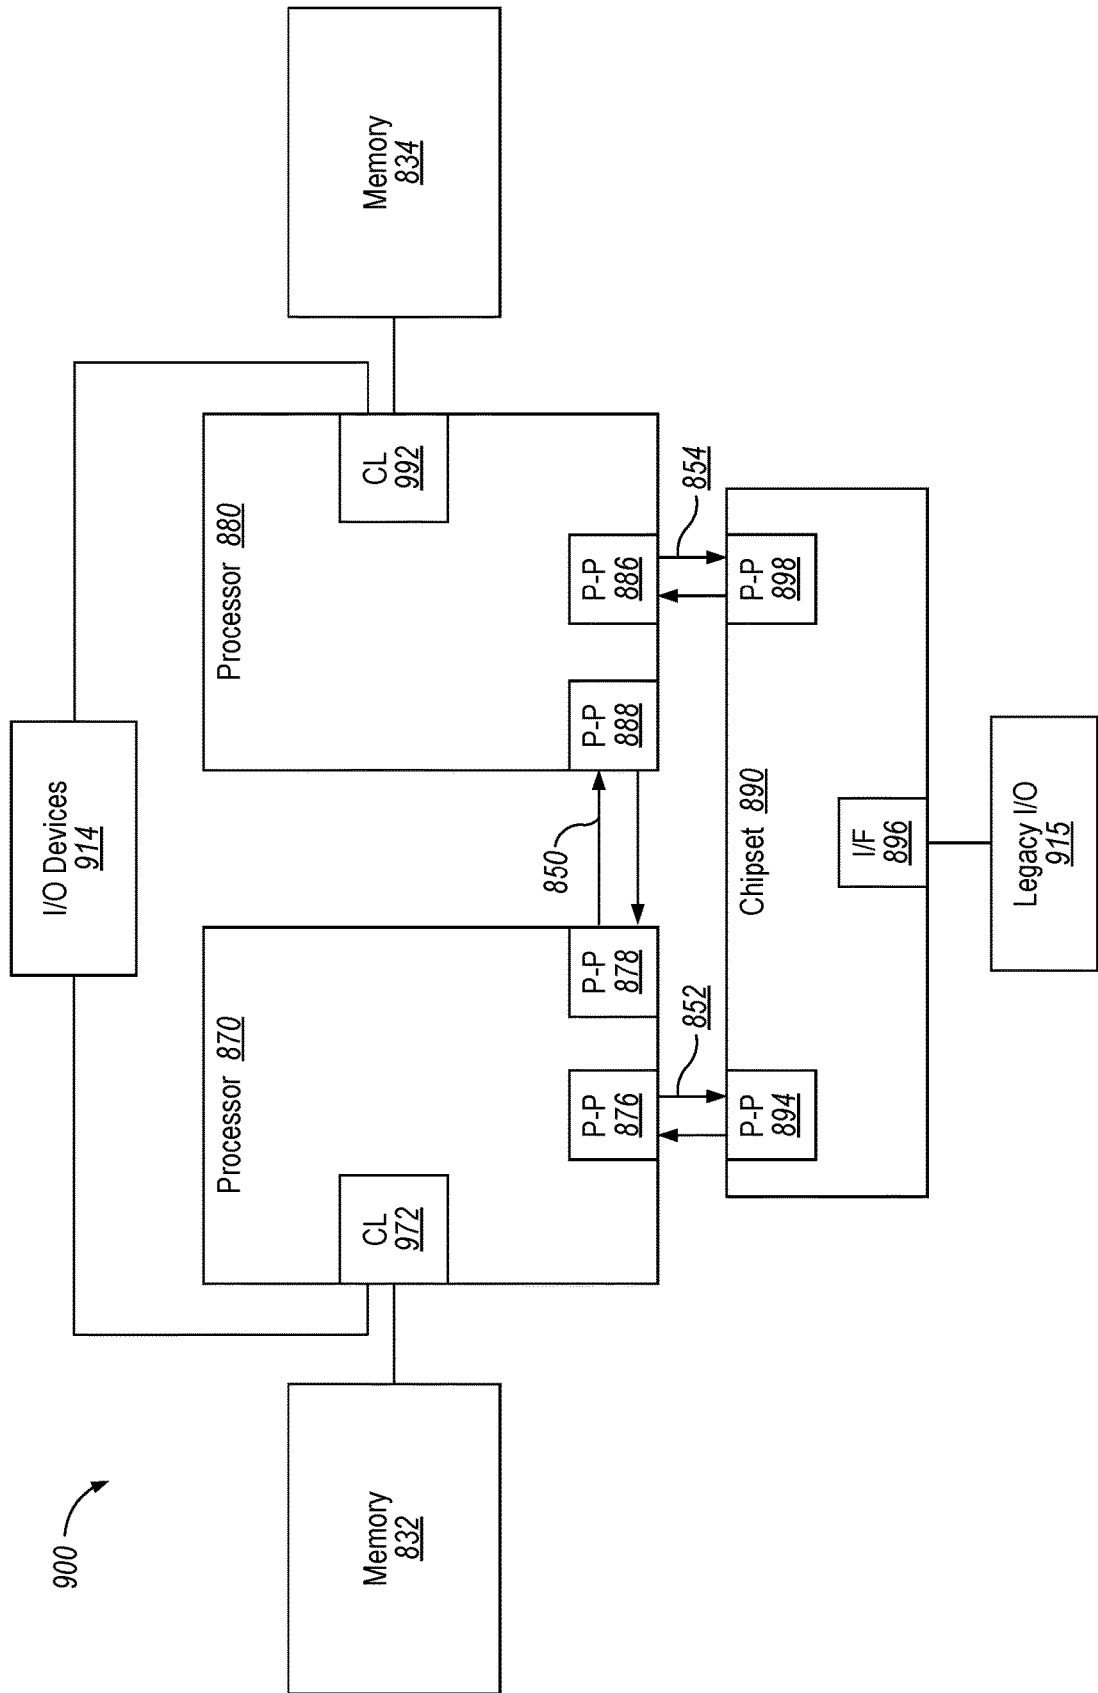 900
I/O Devices
914
Memory
832
CL
972
Processor 870
P-P
876
P-P
878
850
Processor 880
CL
992
P-P
888
P-P
886
Memory
834
852
854
P-P
894
Chipset 890
P-P
898
I/F
896
Legacy I/O
915